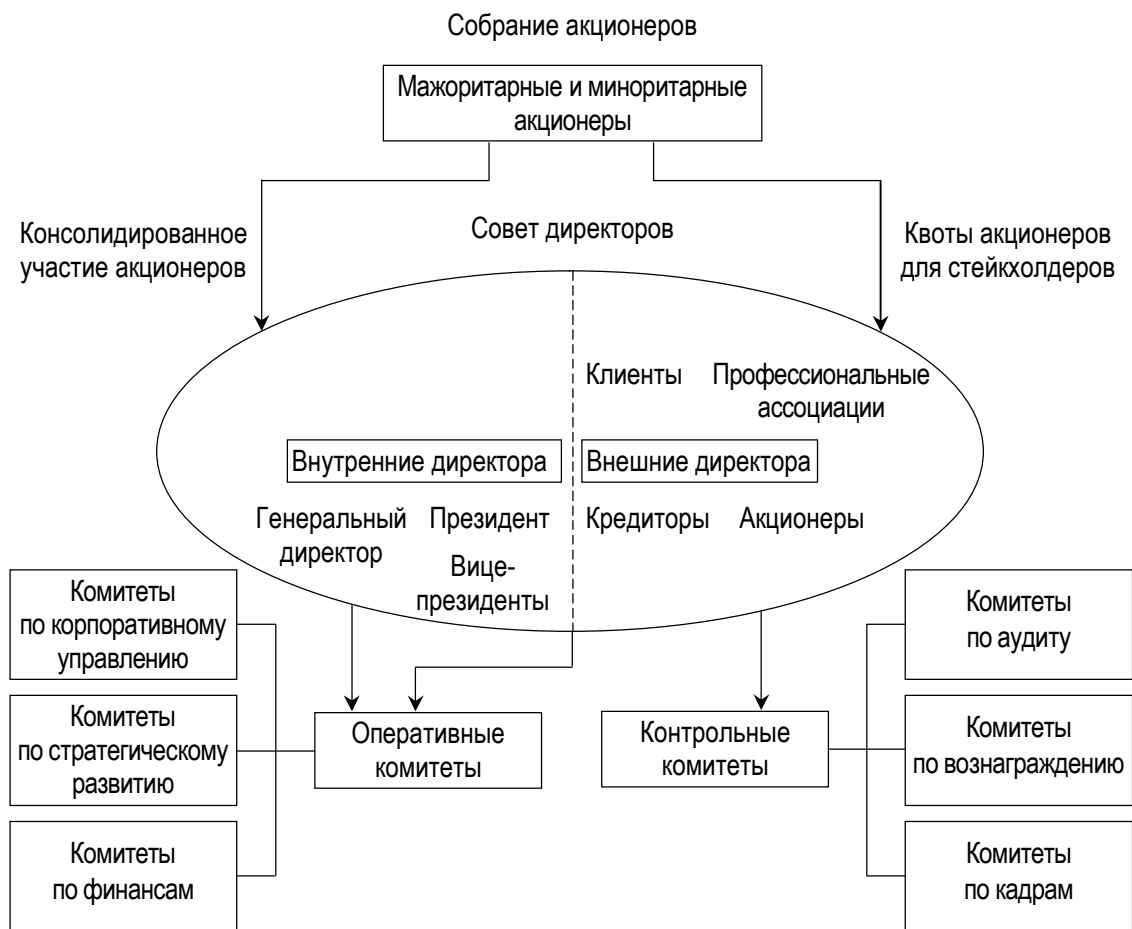 Собрание акционеров
Мажоритарные и миноритарные
акционеры
Консолидированное
участие акционеров
Совет директоров
Квоты акционеров
для стейкхолдеров
Клиенты
Профессиональные
ассоциации
Внутренние директора
Внешние директора
Генеральный
директор
Президент
Вице-
президенты
Кредиторы
Акционеры
Комитеты
по корпоративному
управлению
Комитеты
по стратегическому
развитию
Комитеты
по финансам
Оперативные
комитеты
Контрольные
комитеты
Комитеты
по аудиту
Комитеты
по вознаграждению
Комитеты
по кадрам